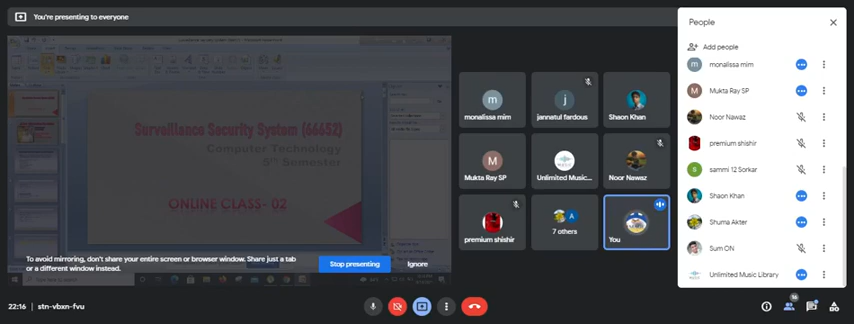 You're presenting to everyone
Surveillance Security System (66652)
Computer Technology
5th Semester
ONLINE CLASS- 02
To avoid mirroring, don't share your entire screen or browser window. Share just a tab
or a different window instead.
Stop presenting
Ignore
m
monalissa mim
j
jannatul fardous
Shaon Khan
M
Mukta Ray SP
Unlimited Music...
Noor Nawaz
premium shishir
A
7 others
You
People
Add people
m
monalissa mim
M
Mukta Ray SP
Noor Nawaz
premium shishir
S
sammi 12 Sorkar
Shaon Khan
Shuma Akter
Sum ON
Unlimited Music Library
22:16 | stn-vbxn-fvu
16